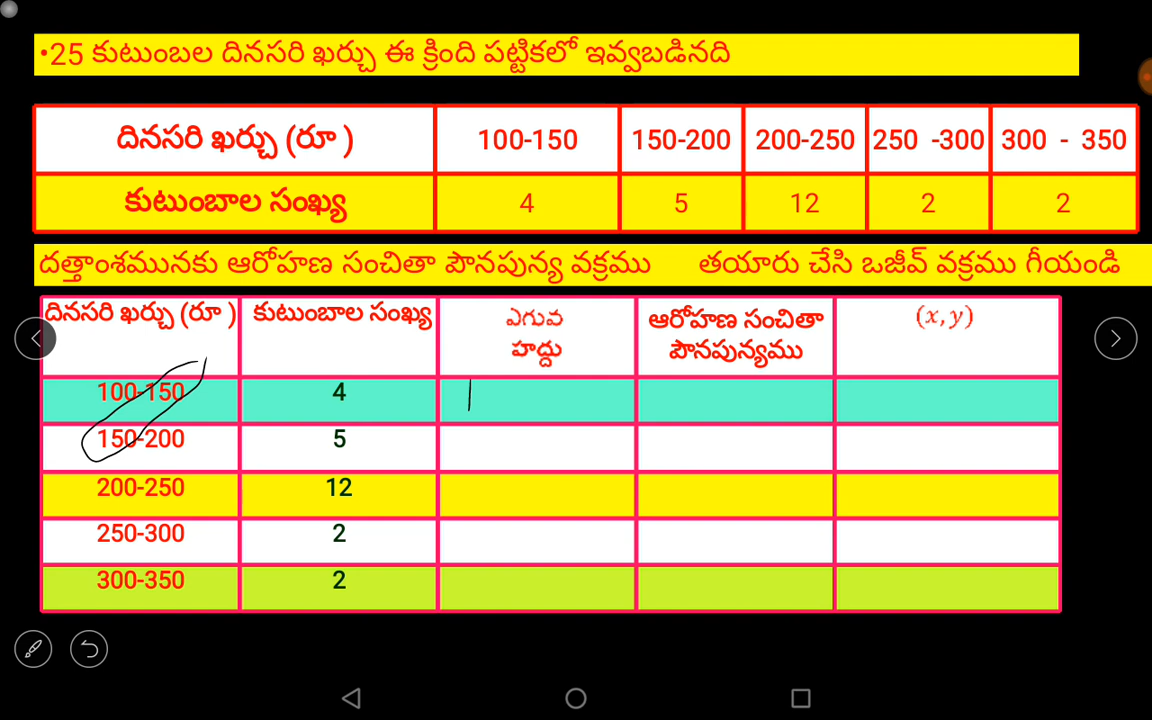 •25 కుటుంబల దినసరి ఖర్చు ఈ క్రింది పట్టికలో ఇవ్వబడినది
దినసరి ఖర్చు (రూ ) 100-150 150-200 200-250 250 -300 300 - 350
కుటుంబాల సంఖ్య 4 5 12 2 2
దత్తాంశమునకు ఆరోహణ సంచితా పౌనపున్య వక్రము తయారు చేసి ఒజీవ్ వక్రము గీయండి
దినసరి ఖర్చు (రూ ) కుటుంబాల సంఖ్య ఎగువ హద్దు ఆరోహణ సంచితా పౌనపున్యము (x, y)
100-150 4 1
150-200 5
200-250 12
250-300 2
300-350 2